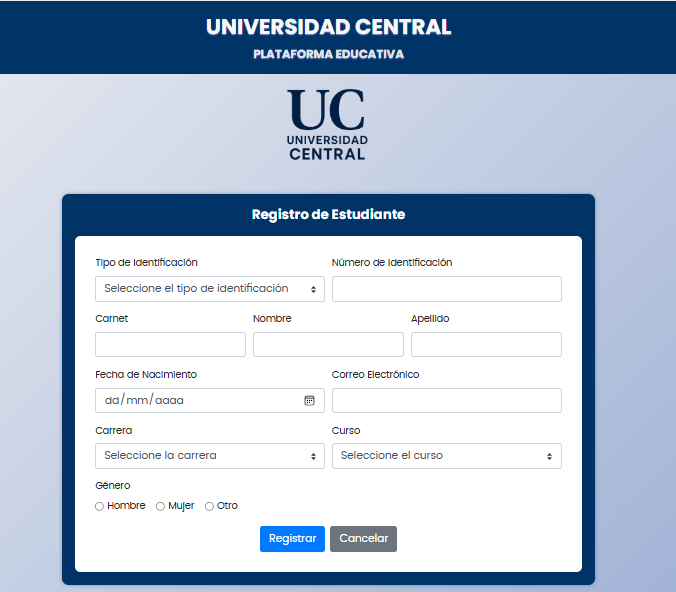 UNIVERSIDAD CENTRAL
PLATAFORMA EDUCATIVA
UC
UNIVERSIDAD
CENTRAL
Registro de Estudiante
Tipo de Identificación Número de Identificación
Seleccione el tipo de identificación
Carnet Nombre Apellido
Fecha de Nacimiento Correo Electrónico
dd/mm/aaaa
Carrera Curso
Seleccione la carrera Seleccione el curso
Género
Hombre Mujer Otro
Registrar Cancelar